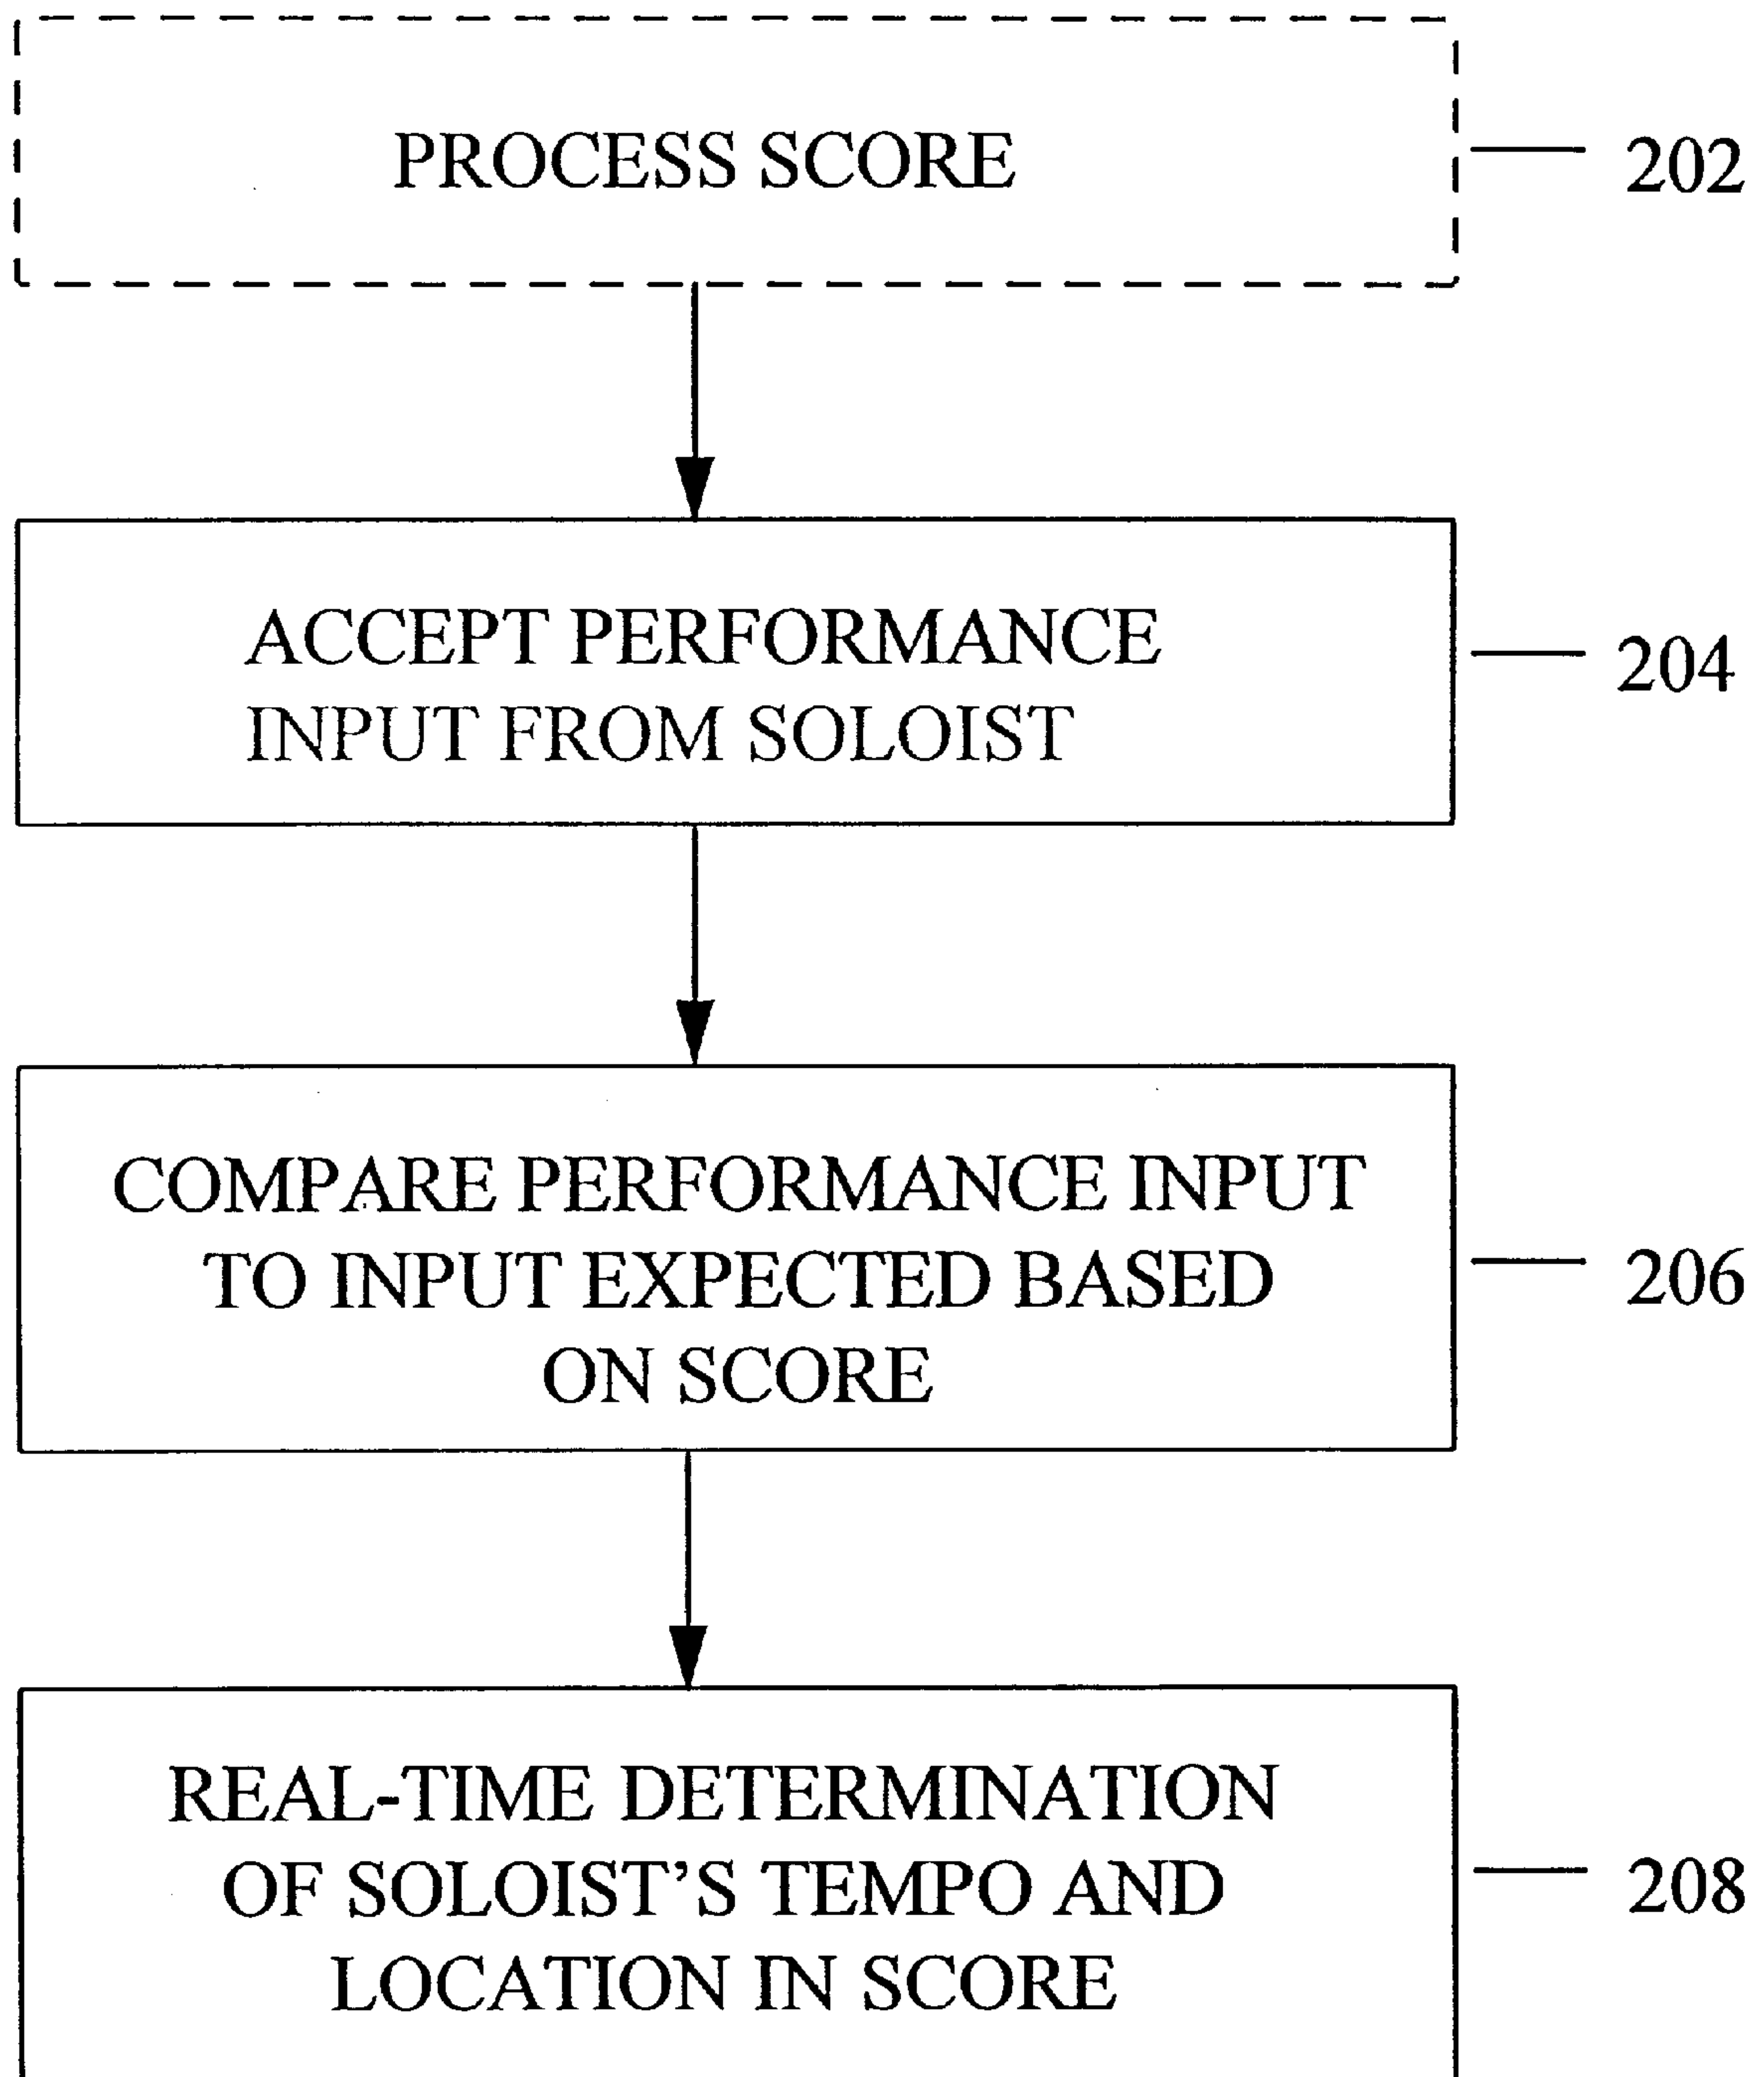 PROCESS SCORE
202
ACCEPT PERFORMANCE
INPUT FROM SOLOIST
204
COMPARE PERFORMANCE INPUT
TO INPUT EXPECTED BASED
ON SCORE
206
REAL-TIME DETERMINATION
OF SOLOIST’S TEMPO AND
LOCATION IN SCORE
208